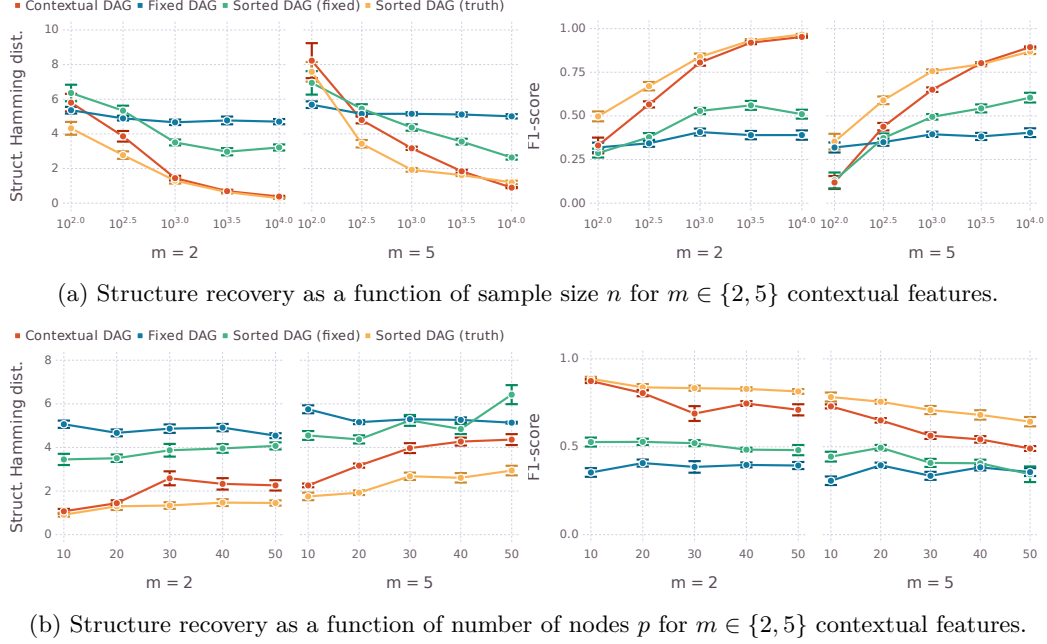 Contextual DAG Fixed DAG Sorted DAG (fixed) Sorted DAG (truth)
Struct. Hamming dist.
10
8
6
4
2
0
10^2.0 10^2.5 10^3.0 10^3.5 10^4.0
m = 2
10^2.0 10^2.5 10^3.0 10^3.5 10^4.0
m = 5
F1-score
1.00
0.75
0.50
0.25
0.00
10^2.0 10^2.5 10^3.0 10^3.5 10^4.0
m = 2
10^2.0 10^2.5 10^3.0 10^3.5 10^4.0
m = 5
(a) Structure recovery as a function of sample size n for m ∈ {2, 5} contextual features.
Contextual DAG Fixed DAG Sorted DAG (fixed) Sorted DAG (truth)
Struct. Hamming dist.
8
6
4
2
0
10 20 30 40 50
m = 2
10 20 30 40 50
m = 5
F1-score
1.0
0.5
0.0
10 20 30 40 50
m = 2
10 20 30 40 50
m = 5
(b) Structure recovery as a function of number of nodes p for m ∈ {2, 5} contextual features.